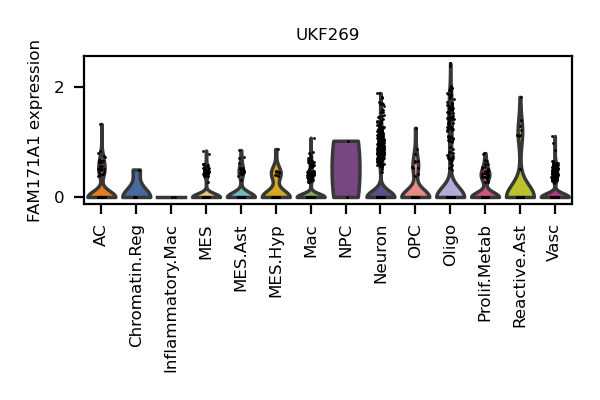 UKF269
FAM171A1 expression
2
0
AC
Chromatin.Reg
Inflammatory.Mac
MES
MES.Ast
MES.Hyp
Mac
NPC
Neuron
OPC
Oligo
Prolif.Metab
Reactive.Ast
Vasc